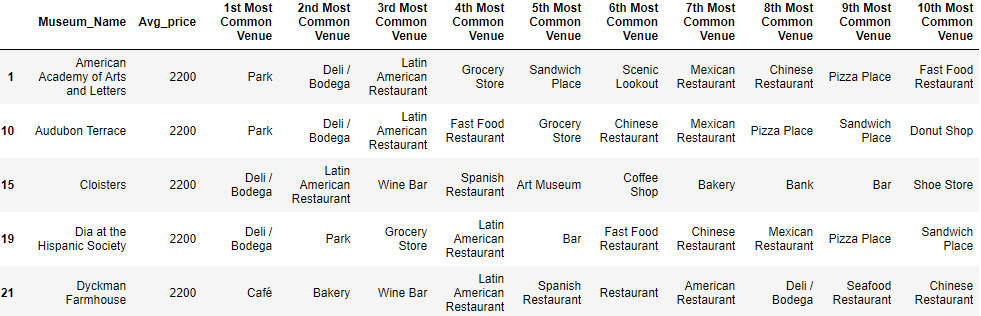 Museum_Name Avg_price 1st Most Common Venue 2nd Most Common Venue 3rd Most Common Venue 4th Most Common Venue 5th Most Common Venue 6th Most Common Venue 7th Most Common Venue 8th Most Common Venue 9th Most Common Venue 10th Most Common Venue
1 American Academy of Arts and Letters 2200 Park Deli / Bodega Latin American Restaurant Grocery Store Sandwich Place Scenic Lookout Mexican Restaurant Chinese Restaurant Pizza Place Fast Food Restaurant
10 Audubon Terrace 2200 Park Deli / Bodega Latin American Restaurant Fast Food Restaurant Grocery Store Chinese Restaurant Mexican Restaurant Pizza Place Sandwich Place Donut Shop
15 Cloisters 2200 Deli / Bodega Latin American Restaurant Wine Bar Spanish Restaurant Art Museum Coffee Shop Bakery Bank Bar Shoe Store
19 Dia at the Hispanic Society 2200 Deli / Bodega Park Grocery Store Latin American Restaurant Bar Fast Food Restaurant Chinese Restaurant Mexican Restaurant Pizza Place Sandwich Place
21 Dyckman Farmhouse 2200 Café Bakery Wine Bar Latin American Restaurant Spanish Restaurant Restaurant American Restaurant Deli / Bodega Seafood Restaurant Chinese Restaurant